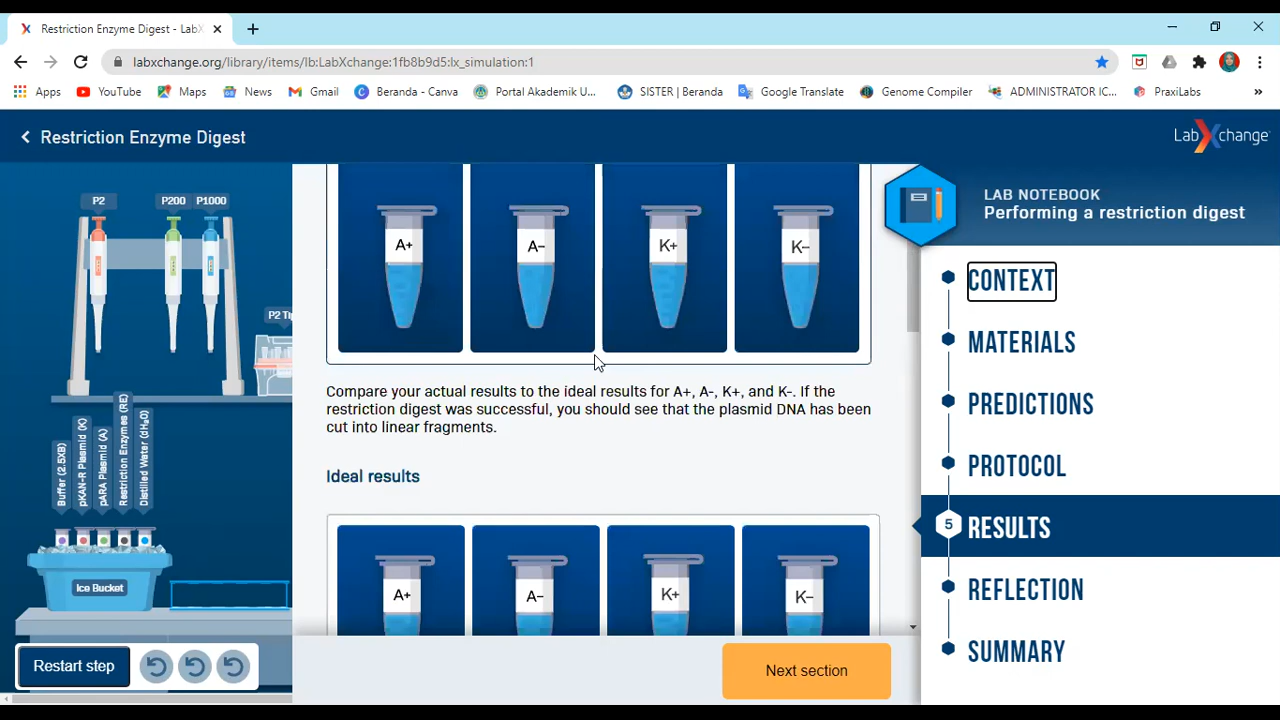 Restriction Enzyme Digest - LabX
labxchange.org/library/items/lb:LabXchange:1fb8b9d5:lx_simulation:1
Apps YouTube Maps News Gmail Beranda - Canva Portal Akademik U... SISTER | Beranda Google Translate Genome Compiler ADMINISTRATOR IC... PraxiLabs
Restriction Enzyme Digest
LabXchange
P2 P200 P1000
P2 Ti
Buffer (2.5XB)
pKAN-R Plasmid (K)
pARA Plasmid (A)
Restriction Enzymes (RE)
Distilled Water (dH₂O)
Ice Bucket
Restart step
A+ A- K+ K-
Compare your actual results to the ideal results for A+, A-, K+, and K-. If the
restriction digest was successful, you should see that the plasmid DNA has been
cut into linear fragments.
Ideal results
A+ A- K+ K-
Next section
LAB NOTEBOOK
Performing a restriction digest
CONTEXT
MATERIALS
PREDICTIONS
PROTOCOL
5 RESULTS
REFLECTION
SUMMARY